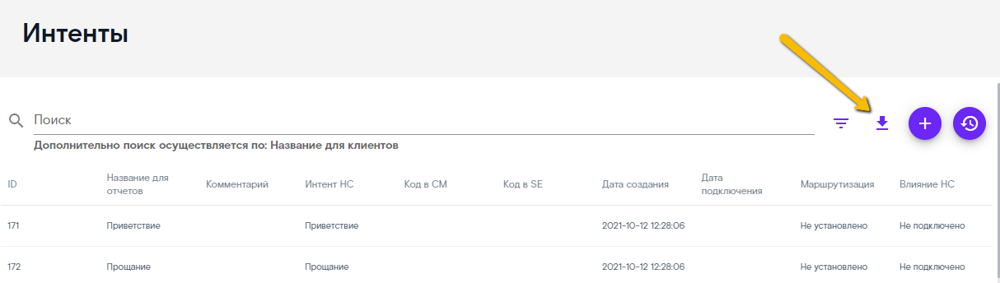 Интенты
Поиск
Дополнительно поиск осуществляется по: Название для клиентов
ID Название для отчетов Комментарий Интент НС Код в СМ Код в SE Дата создания Дата подключения Маршрутизация Влияние НС
171 Приветствие Приветствие 2021-10-12 12:28:06 Не установлено Не подключено
172 Прощание Прощание 2021-10-12 12:28:06 Не установлено Не подключено